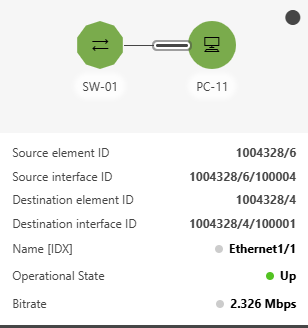 SW-01 PC-11
Source element ID 1004328/6
Source interface ID 1004328/6/100004
Destination element ID 1004328/4
Destination interface ID 1004328/4/100001
Name [IDX] Ethernet1/1
Operational State Up
Bitrate 2.326 Mbps